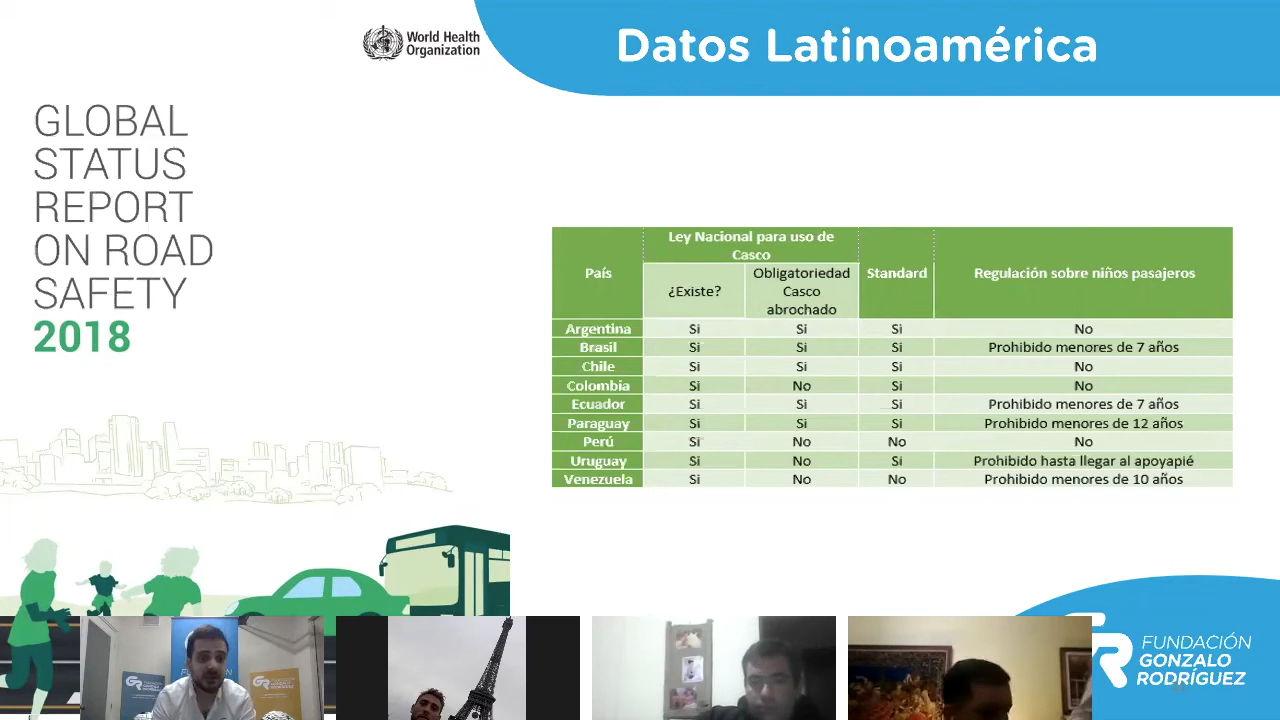 World Health
Organization
Datos Latinoamérica
GLOBAL
STATUS
REPORT
ON ROAD
SAFETY
2018
País
Ley Nacional para uso de
Casco
Standard
Regulación sobre niños pasajeros
¿Existe?
Obligatoriedad
Casco
abrochado
Argentina Si Si Si No
Brasil Si Si Si Prohibido menores de 7 años
Chile Si Si Si No
Colombia Si No Si No
Ecuador Si Si Si Prohibido menores de 7 años
Paraguay Si Si Si Prohibido menores de 12 años
Perú Si No No No
Uruguay Si No Si Prohibido hasta llegar al apoyapié
Venezuela Si No No Prohibido menores de 10 años
FUNDACIÓN
GONZALO
RODRÍGUEZ
FUNDACIÓN
GONZALO
RODRÍGUEZ